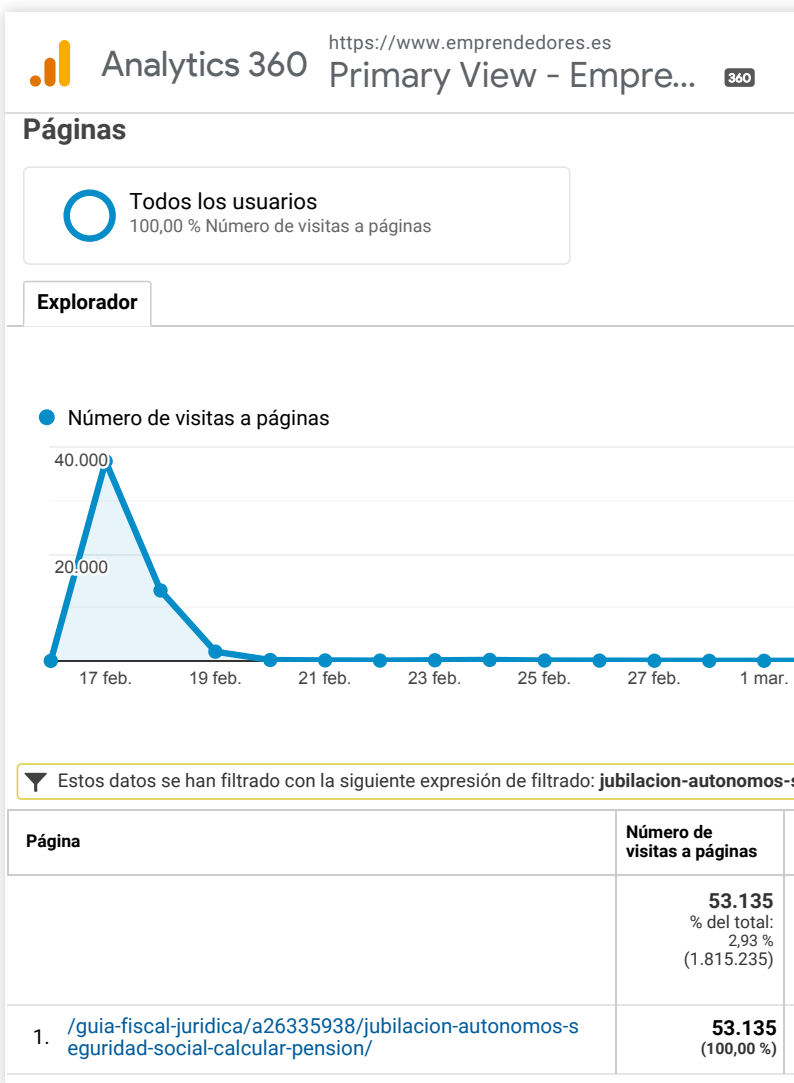 Analytics 360
https://www.emprendedores.es
Primary View - Empre...
360
Páginas
Todos los usuarios
100,00 % Número de visitas a páginas
Explorador
Número de visitas a páginas
40.000
20.000
17 feb.
19 feb.
21 feb.
23 feb.
25 feb.
27 feb.
1 mar.
Estos datos se han filtrado con la siguiente expresión de filtrado: jubilacion-autonomos-s
Página
Número de
visitas a páginas
53.135
% del total:
2,93 %
(1.815.235)
1.
/guia-fiscal-juridica/a26335938/jubilacion-autonomos-s
eguridad-social-calcular-pension/
53.135
(100,00 %)